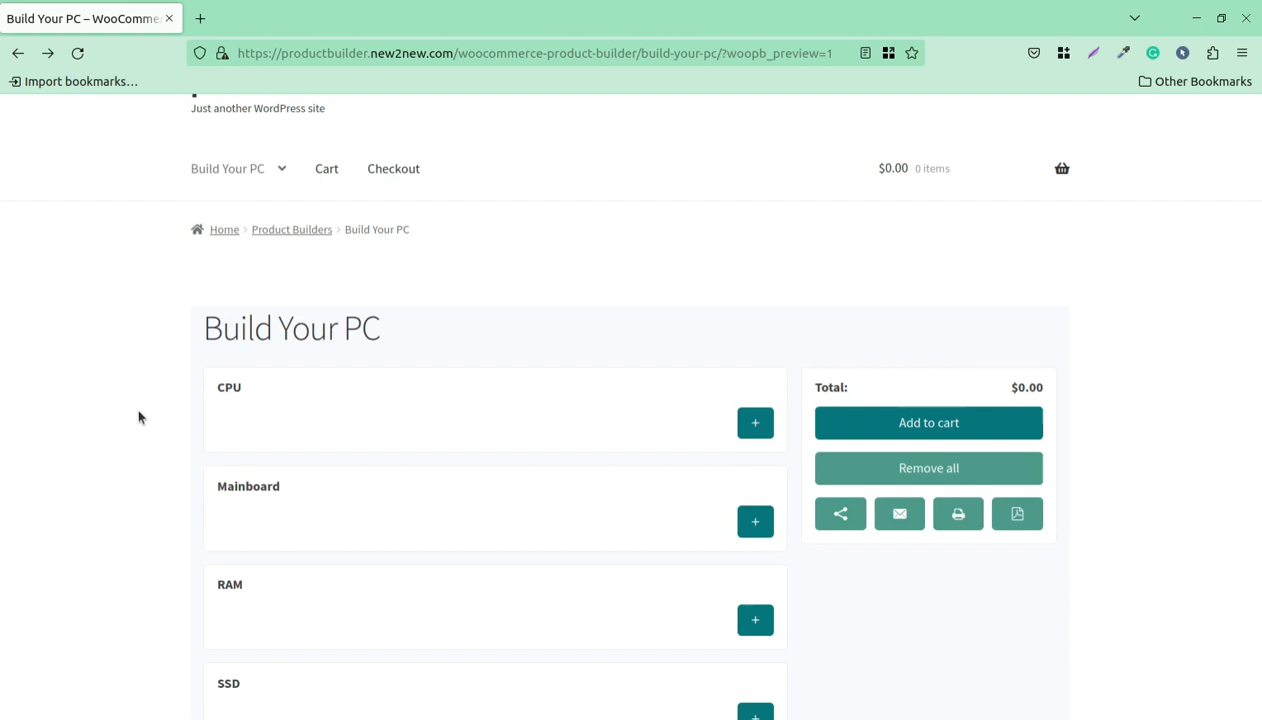 Build Your PC – WooComme
https://productbuilder.new2new.com/woocommerce-product-builder/build-your-pc/?woopb_preview=1
Import bookmarks…
Other Bookmarks
Just another WordPress site
Build Your PC
Cart
Checkout
$0.00 0 items
Home
Product Builders
Build Your PC
Build Your PC
CPU
+
Mainboard
+
RAM
+
SSD
+
Total: $0.00
Add to cart
Remove all